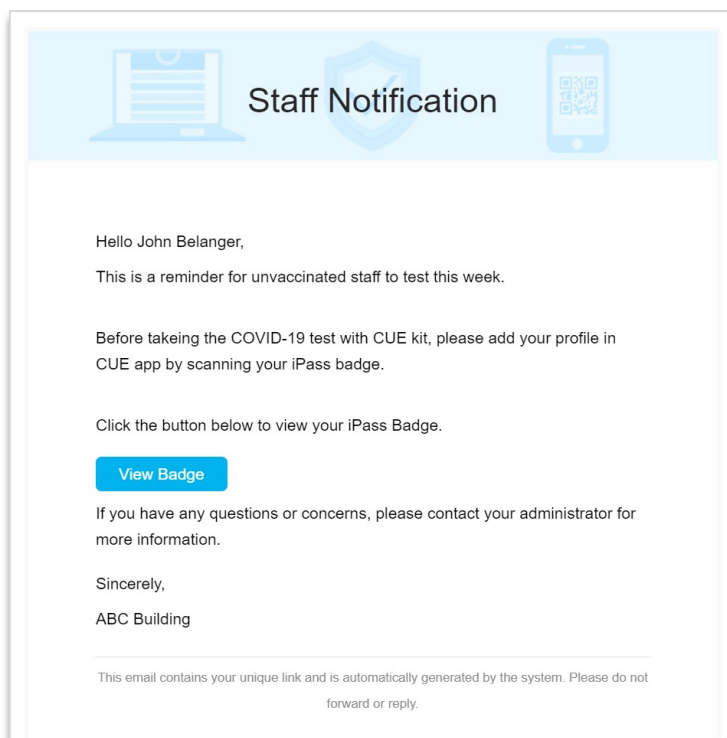 Staff Notification
Hello John Belanger,
This is a reminder for unvaccinated staff to test this week.
Before takeing the COVID-19 test with CUE kit, please add your profile in
CUE app by scanning your iPass badge.
Click the button below to view your iPass Badge.
View Badge
If you have any questions or concerns, please contact your administrator for
more information.
Sincerely,
ABC Building
This email contains your unique link and is automatically generated by the system. Please do not
forward or reply.